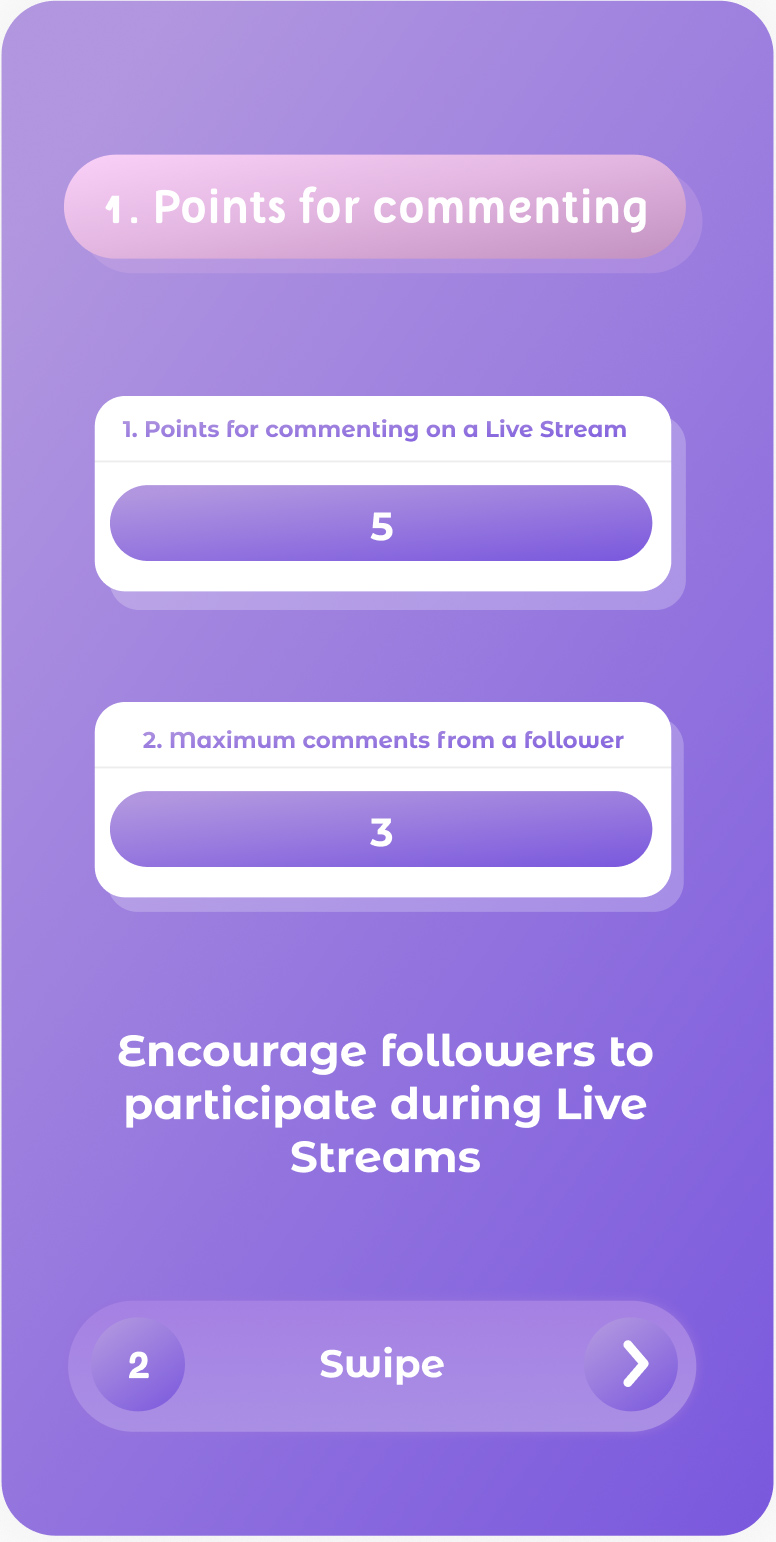 1. Points for commenting
1. Points for commenting on a Live Stream
5
2. Maximum comments from a follower
3
Encourage followers to
participate during Live
Streams
2 Swipe